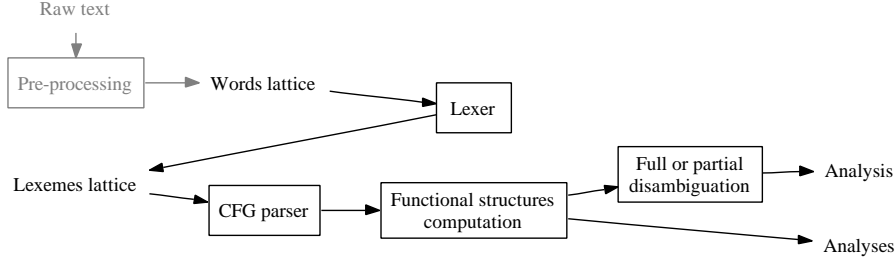 Raw text
Pre-processing
Words lattice
Lexer
Lexemes lattice
CFG parser
Functional structures
computation
Full or partial
disambiguation
Analysis
Analyses